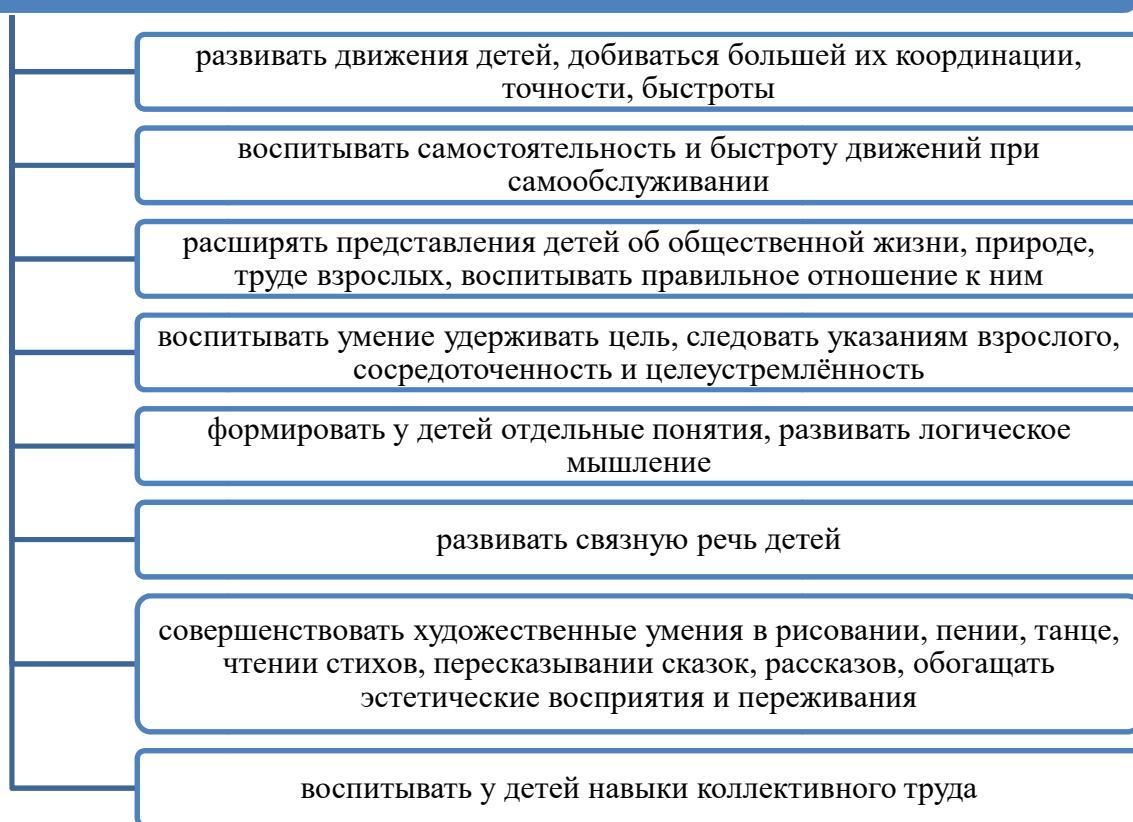 развивать движения детей, добиваться большей их координации,
точности, быстроты
воспитывать самостоятельность и быстроту движений при
самообслуживании
расширять представления детей об общественной жизни, природе,
труде взрослых, воспитывать правильное отношение к ним
воспитывать умение удерживать цель, следовать указаниям взрослого,
сосредоточенность и целеустремлённость
формировать у детей отдельные понятия, развивать логическое
мышление
развивать связную речь детей
совершенствовать художественные умения в рисовании, пении, танце,
чтении стихов, пересказывании сказок, рассказов, обогащать
эстетические восприятия и переживания
воспитывать у детей навыки коллективного труда